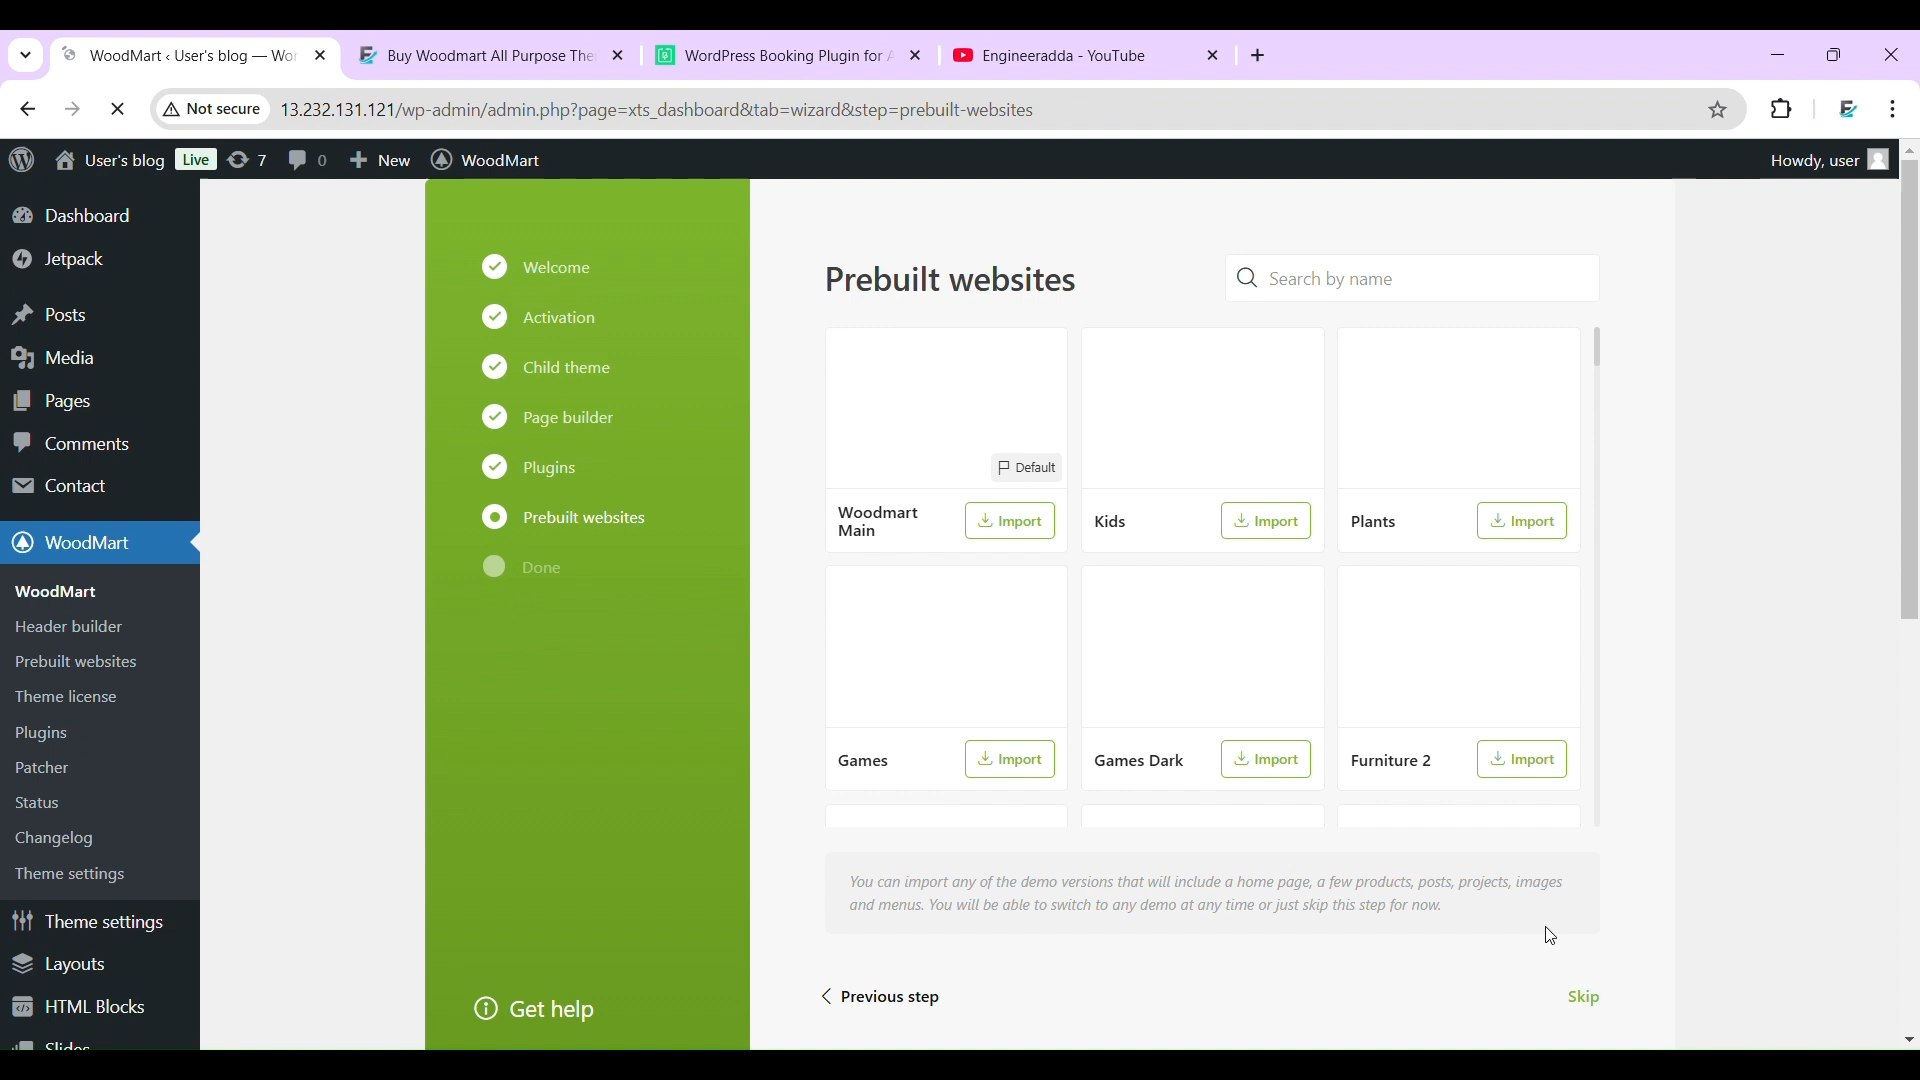 WoodMart ‹ User's blog — Wor
Buy Woodmart All Purpose The
WordPress Booking Plugin for A
Engineeradda - YouTube
Not secure
13.232.131.121/wp-admin/admin.php?page=xts_dashboard&tab=wizard&step=prebuilt-websites
User's blog
Live
7
0
New
WoodMart
Howdy, user
Dashboard
Jetpack
Posts
Media
Pages
Comments
Contact
WoodMart
WoodMart
Header builder
Prebuilt websites
Theme license
Plugins
Patcher
Status
Changelog
Theme settings
Theme settings
Layouts
HTML Blocks
Slides
Welcome
Activation
Child theme
Page builder
Plugins
Prebuilt websites
Done
Get help
Prebuilt websites
Search by name
Default
Woodmart
Main
Import
Kids
Import
Plants
Import
Games
Import
Games Dark
Import
Furniture 2
Import
You can import any of the demo versions that will include a home page, a few products, posts, projects, images
and menus. You will be able to switch to any demo at any time or just skip this step for now.
Previous step
Skip